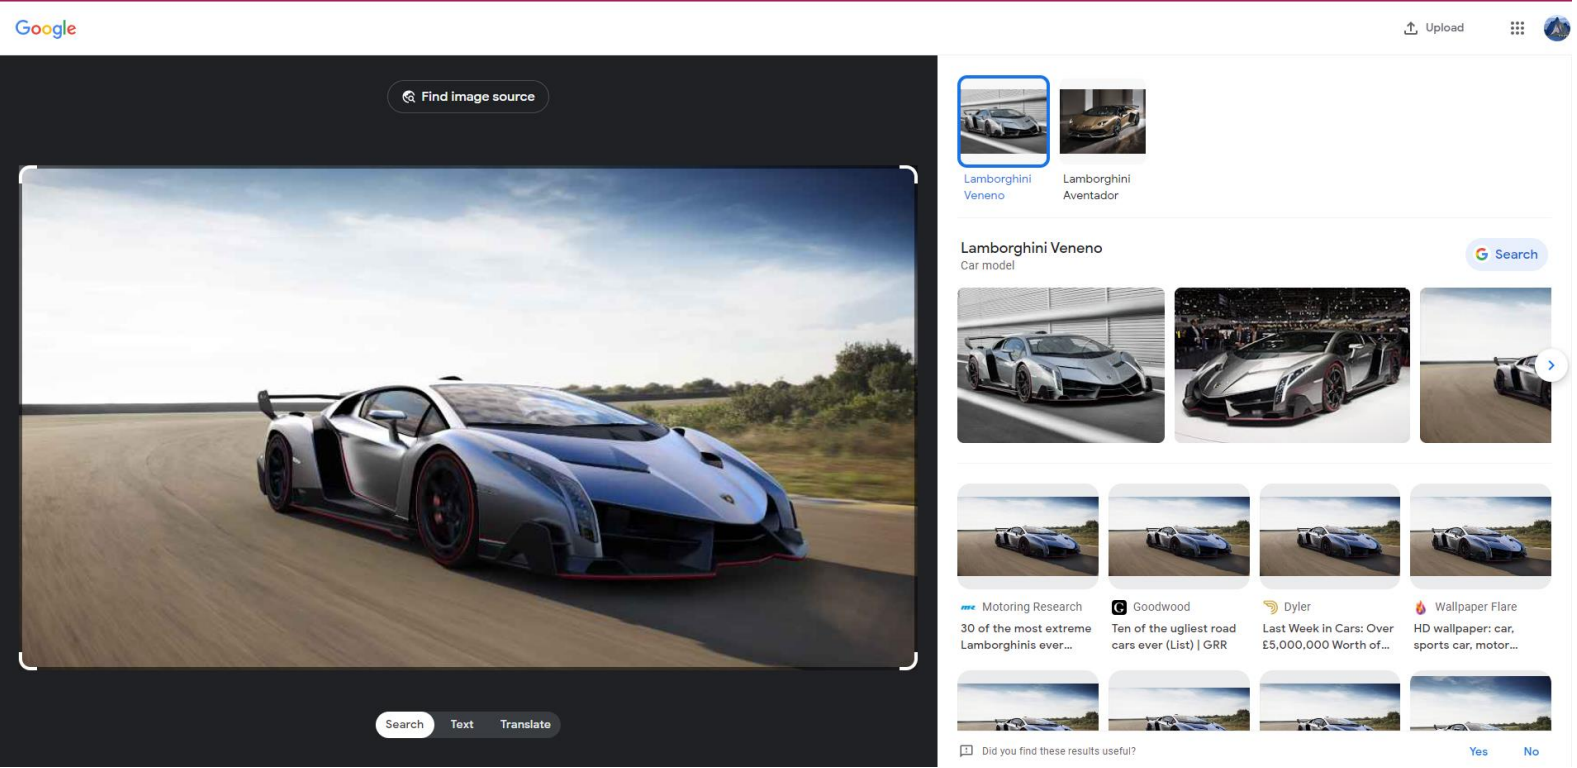 Google
Upload
Find image source
Lamborghini
Veneno
Lamborghini
Aventador
Lamborghini Veneno
Car model
Search
Motoring Research
30 of the most extreme
Lamborghinis ever...
Goodwood
Ten of the ugliest road
cars ever (List) | GRR
Dyler
Last Week in Cars: Over
£5,000,000 Worth of...
Wallpaper Flare
HD wallpaper: car,
sports car, motor...
Search Text Translate
Did you find these results useful?
Yes No